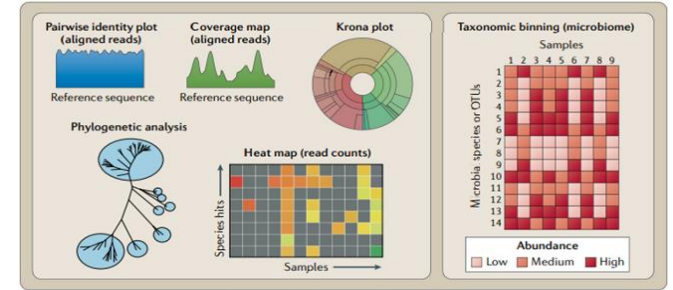 Pairwise identity plot
(aligned reads)
Reference sequence
Coverage map
(aligned reads)
Reference sequence
Krona plot
Phylogenetic analysis
Heat map (read counts)
Species hits
Samples
Taxonomic binning (microbiome)
Samples
1 2 3 4 5 6 7 8 9
Microbia species or OTUs
1
2
3
4
5
6
7
8
9
10
11
12
13
14
Abundance
Low Medium High